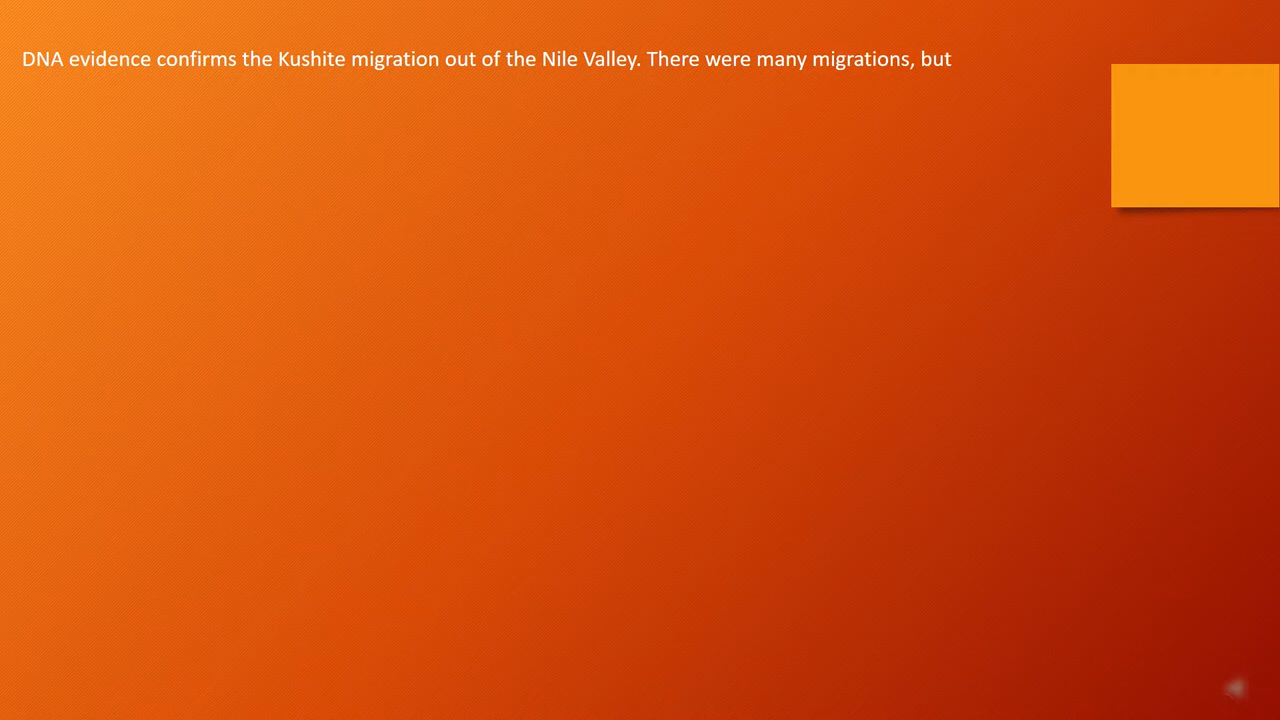 DNA evidence confirms the Kushite migration out of the Nile Valley. There were many migrations, but